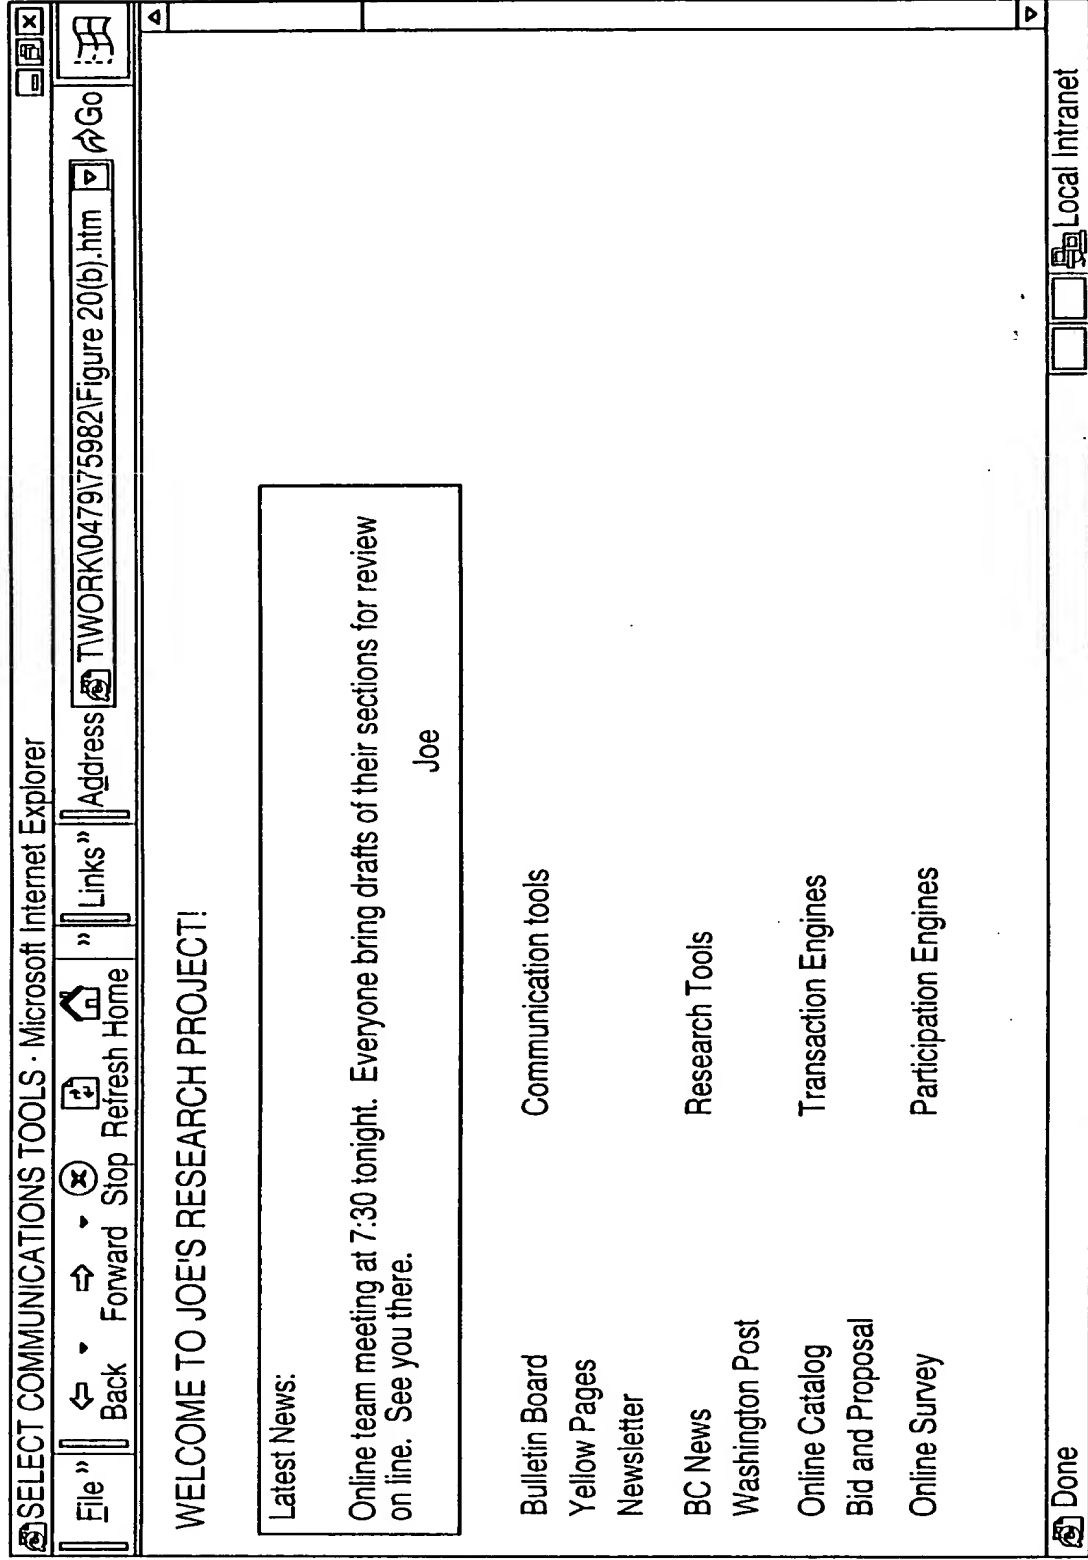 SELECT COMMUNICATIONS TOOLS · Microsoft Internet Explorer
File » Back Forward Stop Refresh Home » Links » Address T\WORK\0479\75982\Figure 20(b).htm Go
WELCOME TO JOE'S RESEARCH PROJECT!
Latest News:
Online team meeting at 7:30 tonight. Everyone bring drafts of their sections for review
on line. See you there.
Joe
Bulletin Board Communication tools
Yellow Pages
Newsletter
BC News Research Tools
Washington Post
Online Catalog Transaction Engines
Bid and Proposal
Online Survey Participation Engines
Done Local Intranet